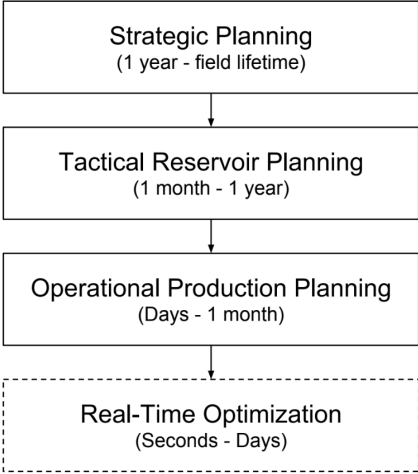 Strategic Planning
(1 year - field lifetime)
Tactical Reservoir Planning
(1 month - 1 year)
Operational Production Planning
(Days - 1 month)
Real-Time Optimization
(Seconds - Days)